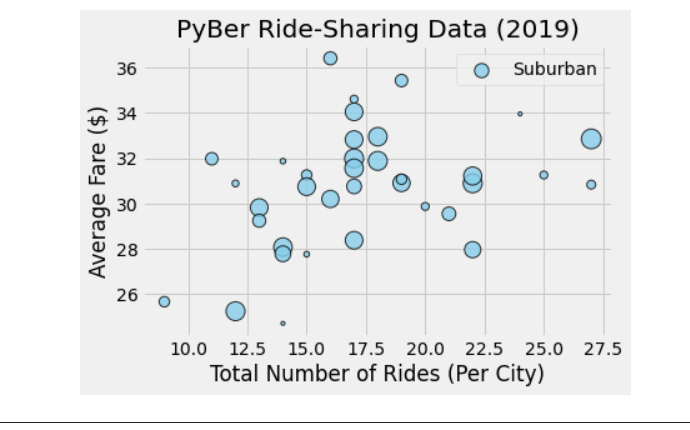 PyBer Ride-Sharing Data (2019)
Suburban
36
34
32
30
28
26
Average Fare ($)
10.0 12.5 15.0 17.5 20.0 22.5 25.0 27.5
Total Number of Rides (Per City)